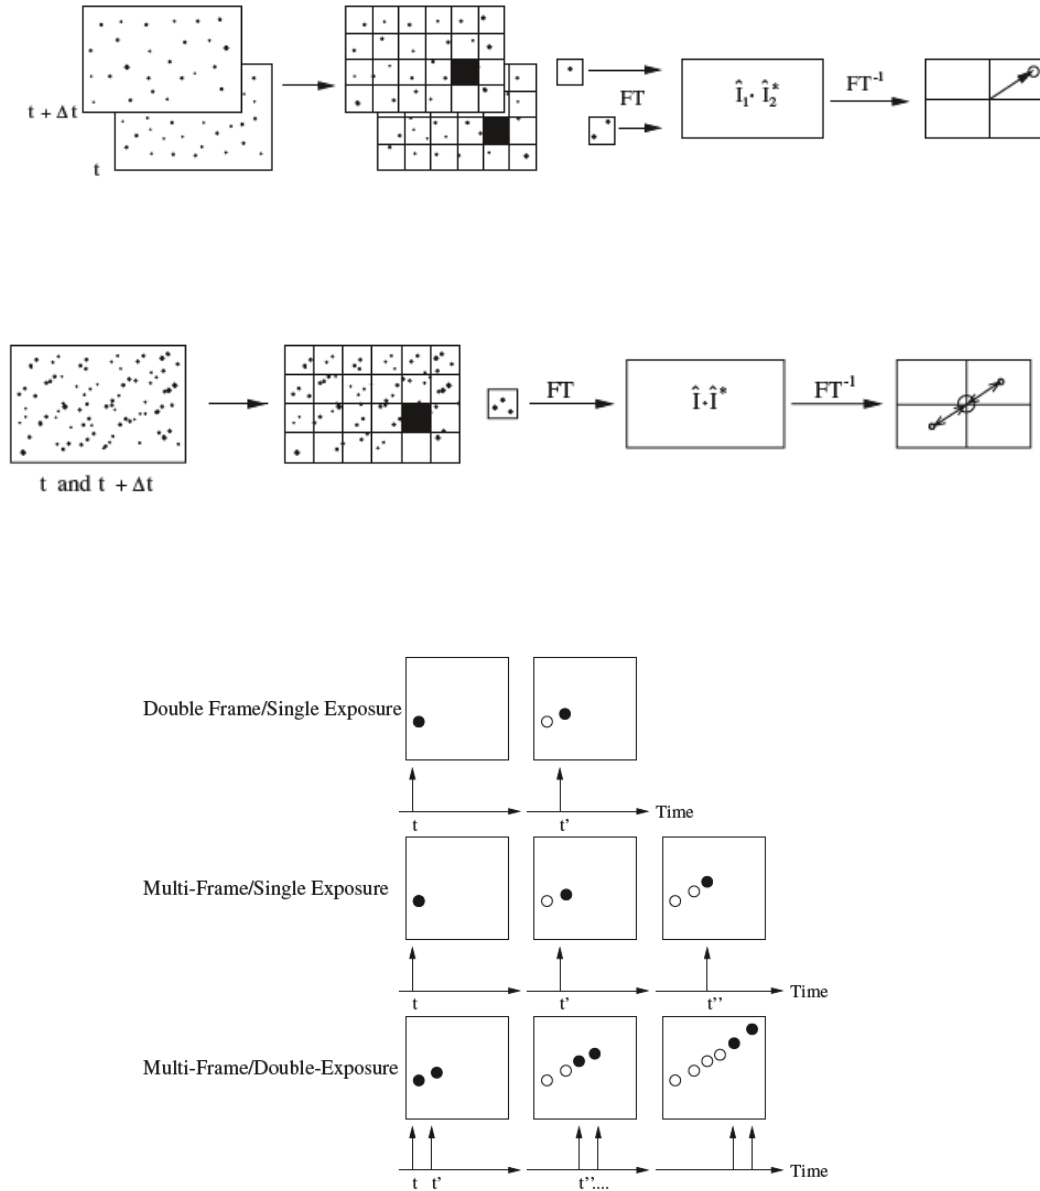 t + Δt
t
FT
Î₁· Î₂*
FT⁻¹
t and t + Δt
FT
Î·Î*
FT⁻¹
Double Frame/Single Exposure
t
t'
Time
Multi-Frame/Single Exposure
t
t'
t''
Time
Multi-Frame/Double-Exposure
t t'
t''....
Time